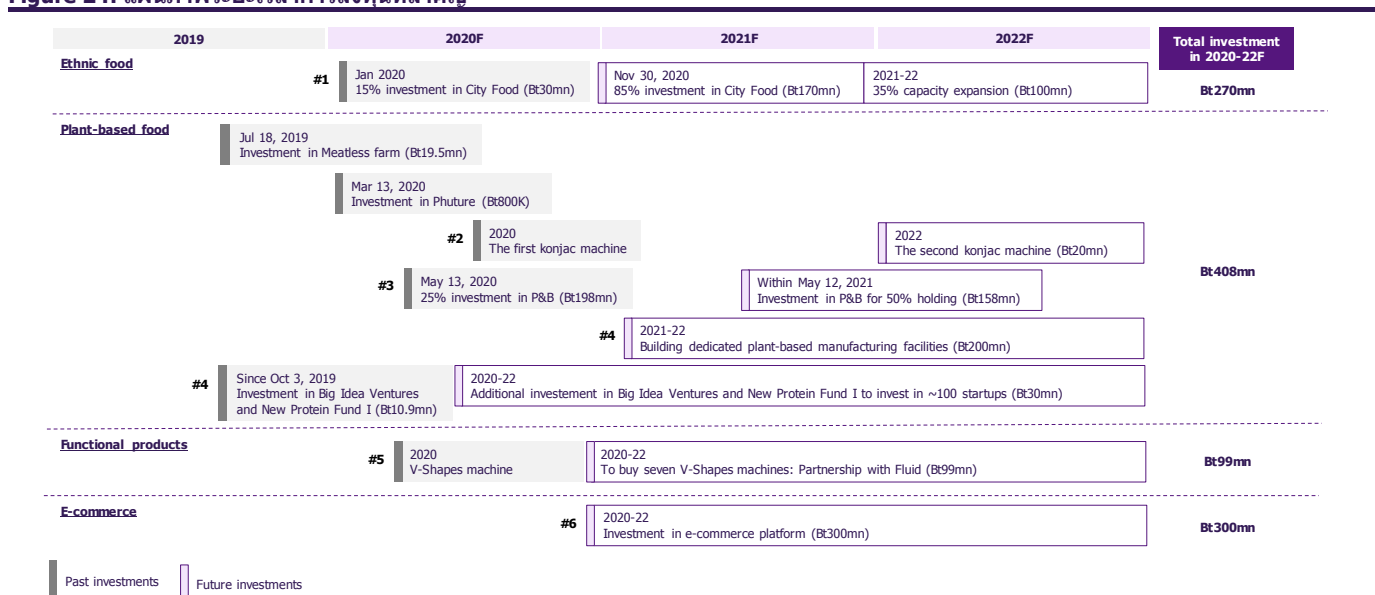 2019
2020F
2021F
2022F
Total investment
in 2020-22F
Ethnic food
#1
Jan 2020
15% investment in City Food (Bt30mn)
Nov 30, 2020
85% investment in City Food (Bt170mn)
2021-22
35% capacity expansion (Bt100mn)
Bt270mn
Plant-based food
Jul 18, 2019
Investment in Meatless farm (Bt19.5mn)
Mar 13, 2020
Investment in Phuture (Bt800K)
#2
2020
The first konjac machine
2022
The second konjac machine (Bt20mn)
Bt408mn
#3
May 13, 2020
25% investment in P&B (Bt198mn)
Within May 12, 2021
Investment in P&B for 50% holding (Bt158mn)
#4
2021-22
Building dedicated plant-based manufacturing facilities (Bt200mn)
#4
Since Oct 3, 2019
Investment in Big Idea Ventures
and New Protein Fund I (Bt10.9mn)
2020-22
Additional investement in Big Idea Ventures and New Protein Fund I to invest in ~100 startups (Bt30mn)
Functional products
#5
2020
V-Shapes machine
2020-22
To buy seven V-Shapes machines: Partnership with Fluid (Bt99mn)
Bt99mn
E-commerce
#6
2020-22
Investment in e-commerce platform (Bt300mn)
Bt300mn
Past investments
Future investments